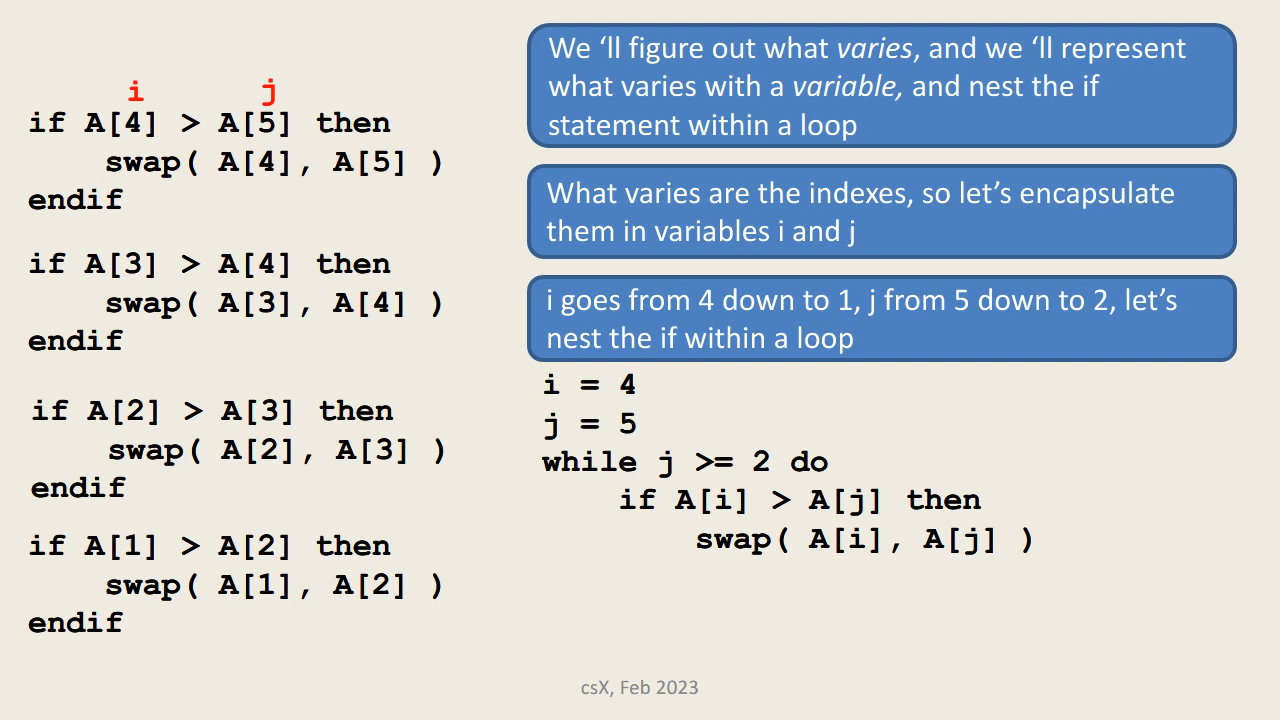 i j
if A[4] > A[5] then
swap( A[4], A[5] )
endif
if A[3] > A[4] then
swap( A[3], A[4] )
endif
if A[2] > A[3] then
swap( A[2], A[3] )
endif
if A[1] > A[2] then
swap( A[1], A[2] )
endif
We ‘ll figure out what varies, and we ‘ll represent
what varies with a variable, and nest the if
statement within a loop
What varies are the indexes, so let’s encapsulate
them in variables i and j
i goes from 4 down to 1, j from 5 down to 2, let’s
nest the if within a loop
i = 4
j = 5
while j >= 2 do
if A[i] > A[j] then
swap( A[i], A[j] )
csX, Feb 2023